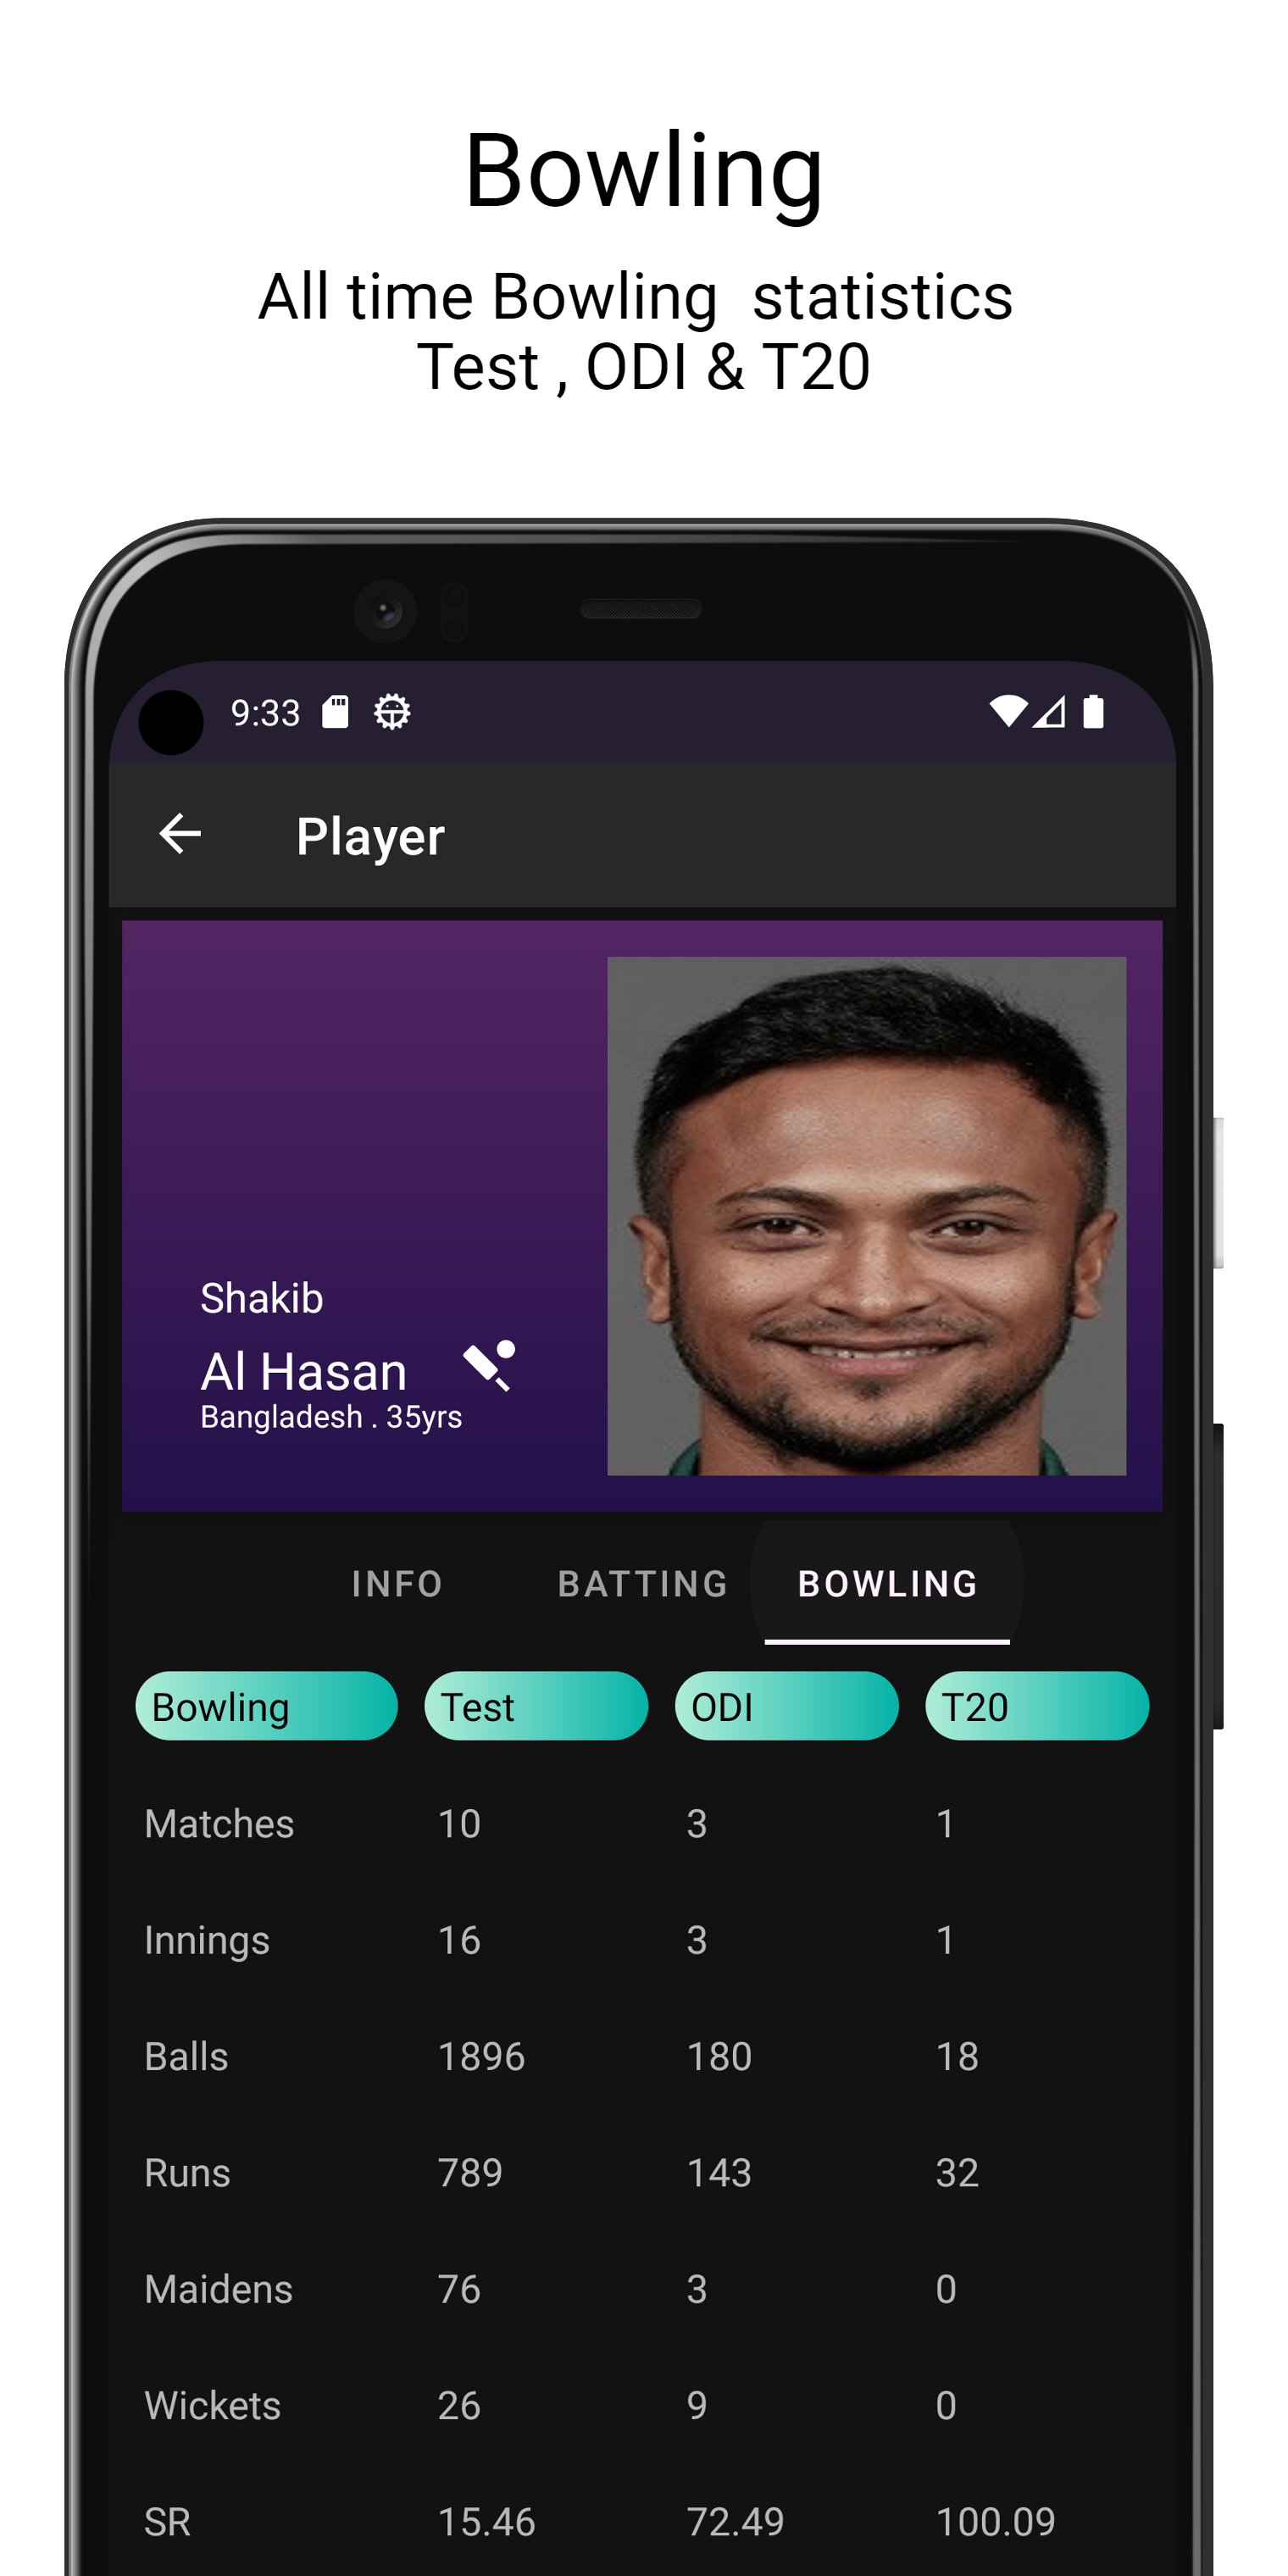 Bowling
All time Bowling  statistics
Test , ODI & T20
9:33
Player
Shakib
Al Hasan
Bangladesh . 35yrs
INFO BATTING BOWLING
Bowling Test ODI T20
Matches 10 3 1
Innings 16 3 1
Balls 1896 180 18
Runs 789 143 32
Maidens 76 3 0
Wickets 26 9 0
SR 15.46 72.49 100.09